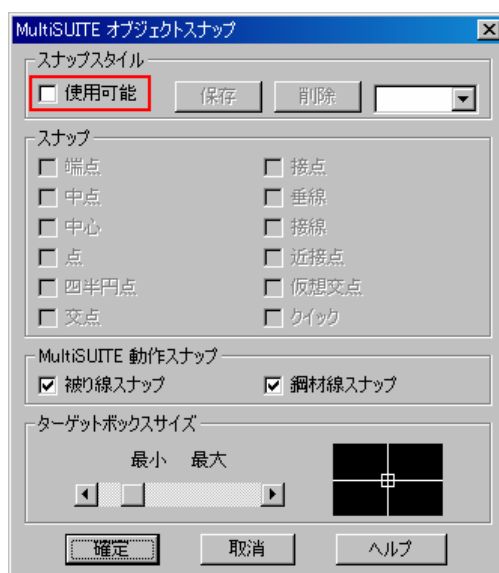 MultiSUITE オブジェクトスナップ
スナップスタイル
使用可能 保存 削除
スナップ
端点 接点
中点 垂線
中心 接線
点 近接点
四半円点 仮想交点
交点 クイック
MultiSUITE 動作スナップ
被り線スナップ 鋼材線スナップ
ターゲットボックスサイズ
最小 最大
確定 取消 ヘルプ